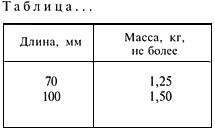 Таблица...
Длина, мм Масса, кг,
не более
70 1,25
100 1,50